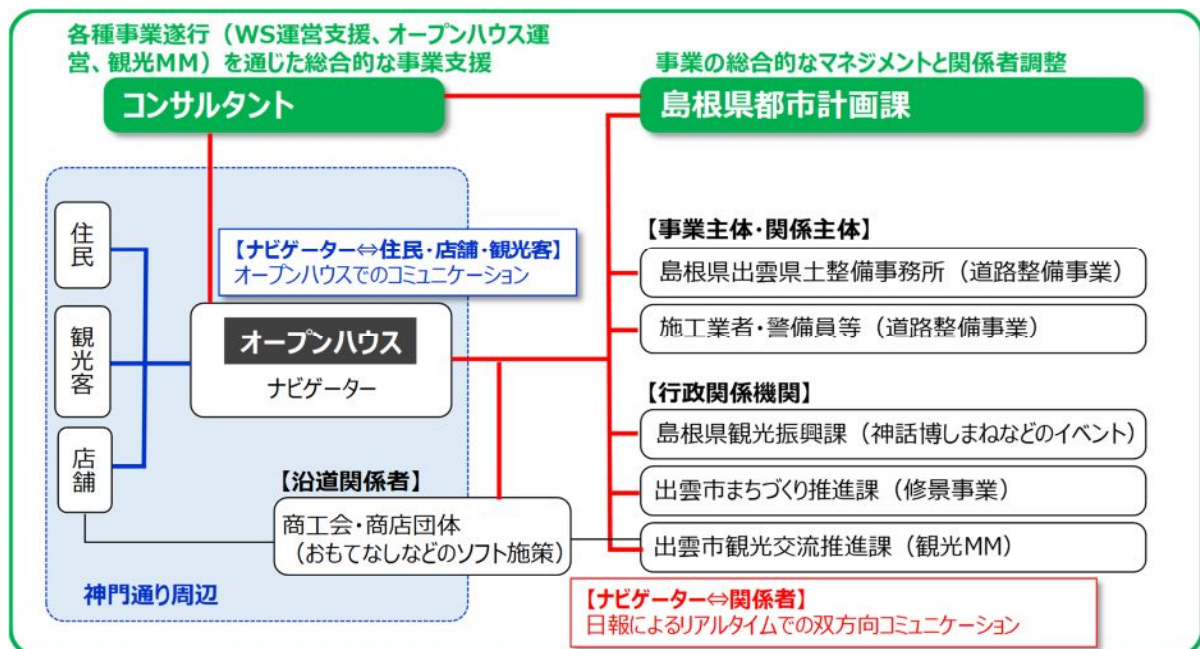 各種事業遂行(WS運営支援、オープンハウス運
営、観光MM)を通じた総合的な事業支援
コンサルタント
事業の総合的なマネジメントと関係者調整
島根県都市計画課
住民
観光客
店舗
【ナビゲーター⇔住民・店舗・観光客】
オープンハウスでのコミュニケーション
オープンハウス
ナビゲーター
【沿道関係者】
商工会・商店団体
(おもてなしなどのソフト施策)
神門通り周辺
【事業主体・関係主体】
島根県出雲県土整備事務所(道路整備事業)
施工業者・警備員等(道路整備事業)
【行政関係機関】
島根県観光振興課(神話博しまねなどのイベント)
出雲市まちづくり推進課(修景事業)
出雲市観光交流推進課(観光MM)
【ナビゲーター⇔関係者】
日報によるリアルタイムでの双方向コミュニケーション